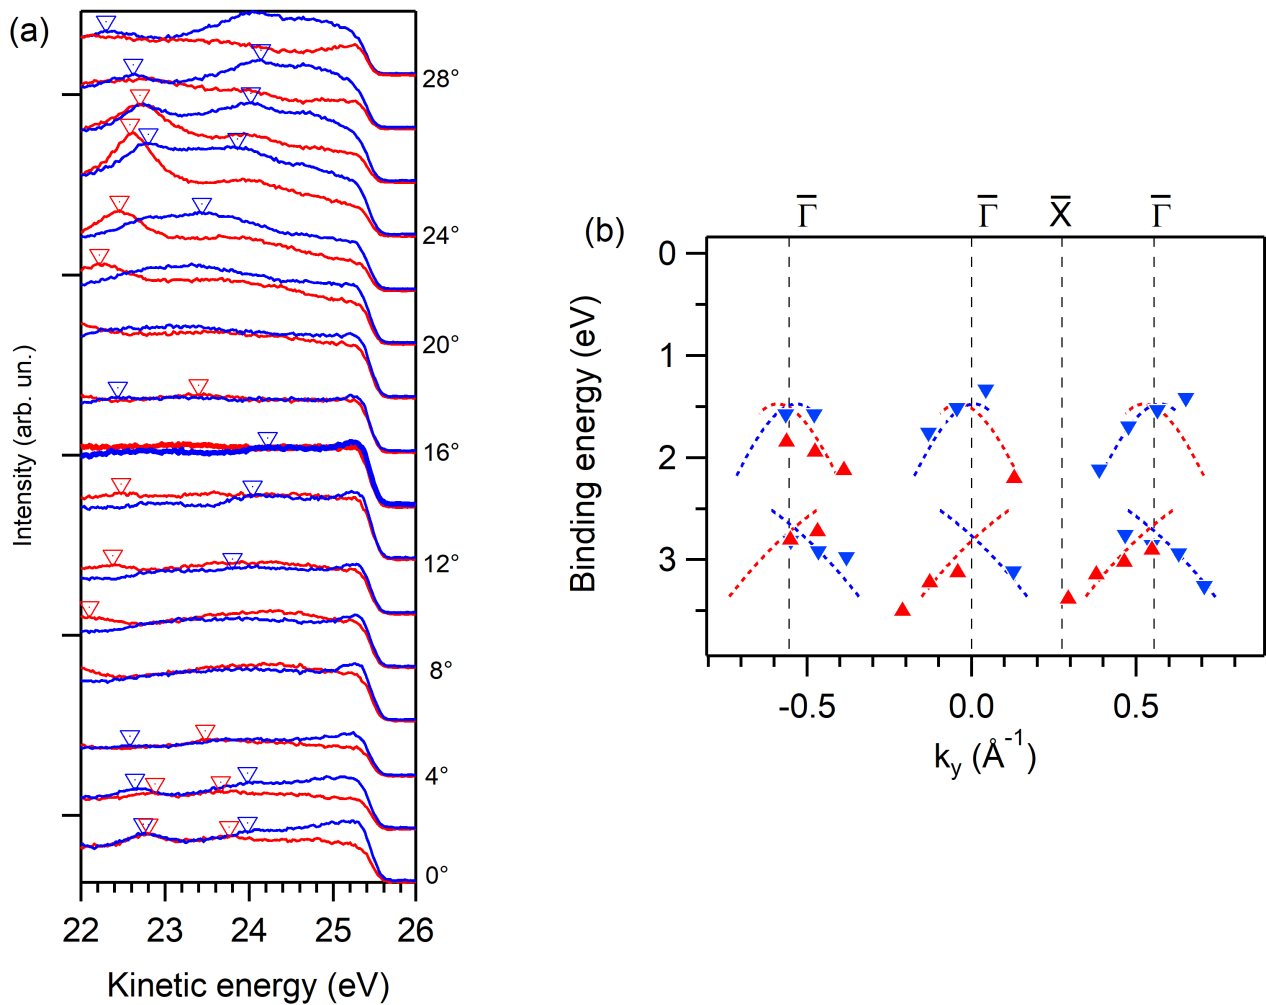 (a)
28°
24°
20°
16°
12°
8°
4°
0°
Intensity (arb. un.)
22 23 24 25 26
Kinetic energy (eV)
(b)
Γ̅ Γ̅ X̅ Γ̅
0
1
2
3
Binding energy (eV)
-0.5 0.0 0.5
k_y (Å⁻¹)